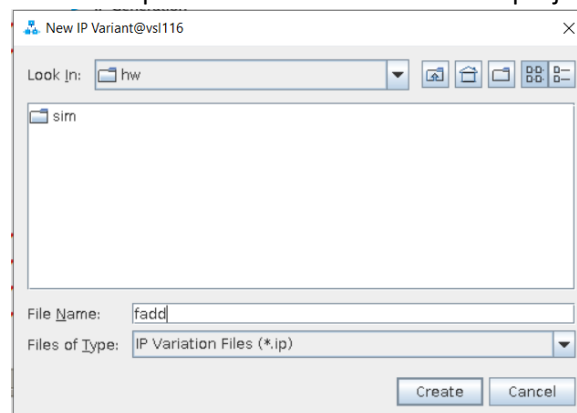 New IP Variant@vsl116
Look In: hw
sim
File Name: fadd
Files of Type: IP Variation Files (*.ip)
Create Cancel